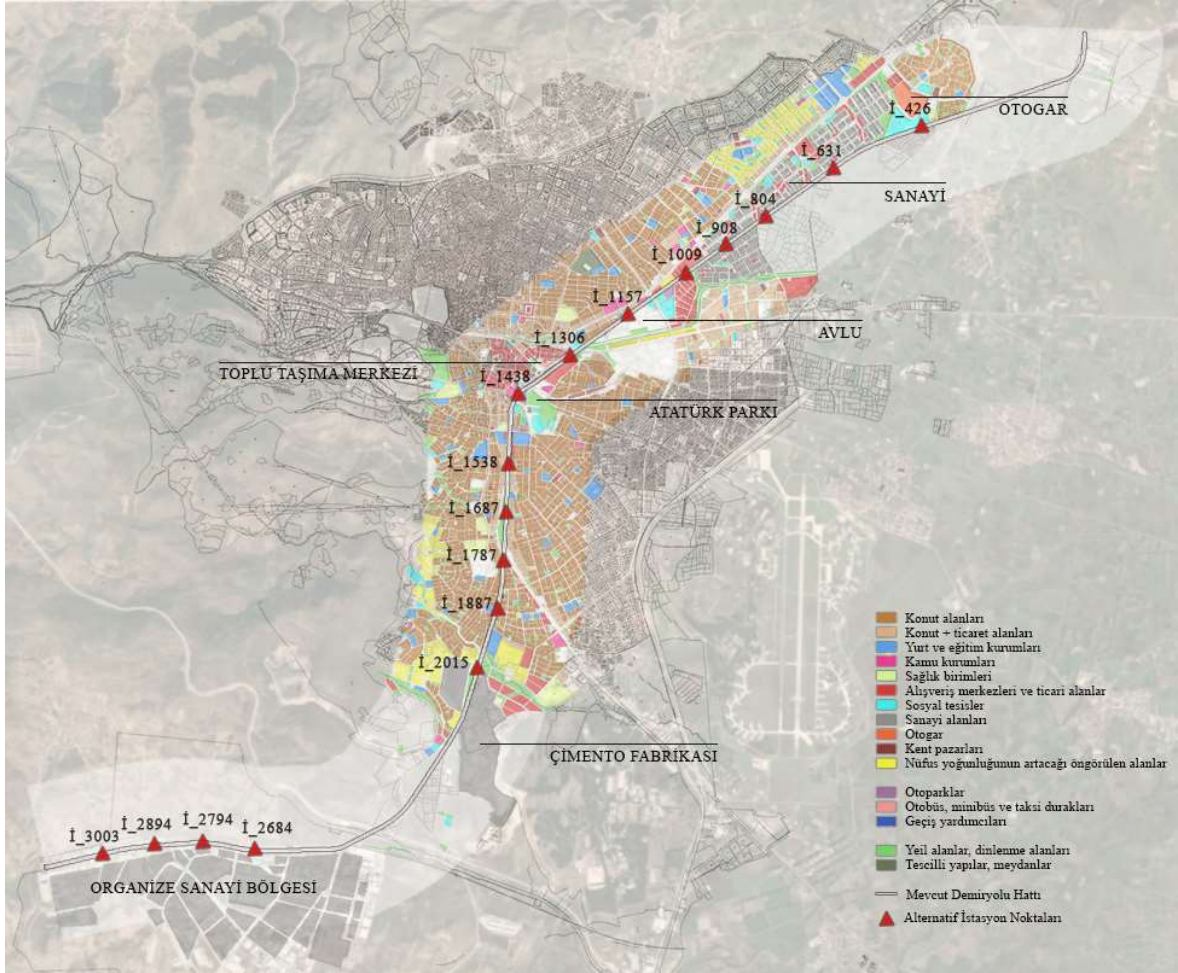 İ_426
OTOGAR
İ_631
SANAYİ
İ_804
İ_908
İ_1009
İ_1157
AVLU
İ_1306
TOPLU TAŞIMA MERKEZİ
İ_1438
ATATÜRK PARKI
İ_1538
İ_1687
İ_1787
İ_1887
İ_2015
ÇİMENTO FABRİKASI
İ_3003
İ_2894
İ_2794
İ_2684
ORGANİZE SANAYİ BÖLGESİ
Konut alanları
Konut + ticaret alanları
Yurt ve eğitim kurumları
Kamu kurumları
Sağlık birimleri
Alışveriş merkezleri ve ticari alanlar
Sosyal tesisler
Sanayi alanları
Otogar
Kent pazarları
Nüfus yoğunluğunun artacağı öngörülen alanlar
Otoparklar
Otobüs, minibüs ve taksi durakları
Geçiş yardımcıları
Yeil alanlar, dinlenme alanları
Tescilli yapılar, meydanlar
Mevcut Demiryolu Hattı
Alternatif İstasyon Noktaları